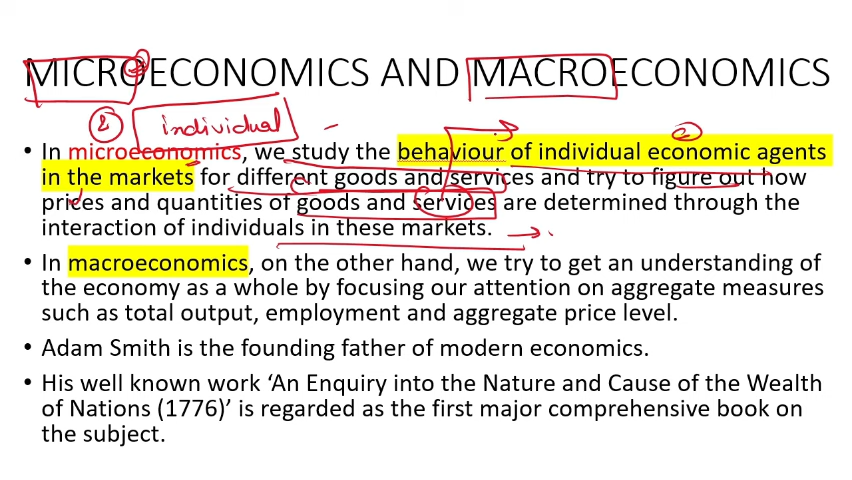 MICROECONOMICS AND MACROECONOMICS
individual
• In microeconomics, we study the behaviour of individual economic agents
in the markets for different goods and services and try to figure out how
prices and quantities of goods and services are determined through the
interaction of individuals in these markets.
• In macroeconomics, on the other hand, we try to get an understanding of
the economy as a whole by focusing our attention on aggregate measures
such as total output, employment and aggregate price level.
• Adam Smith is the founding father of modern economics.
• His well known work ‘An Enquiry into the Nature and Cause of the Wealth
of Nations (1776)’ is regarded as the first major comprehensive book on
the subject.